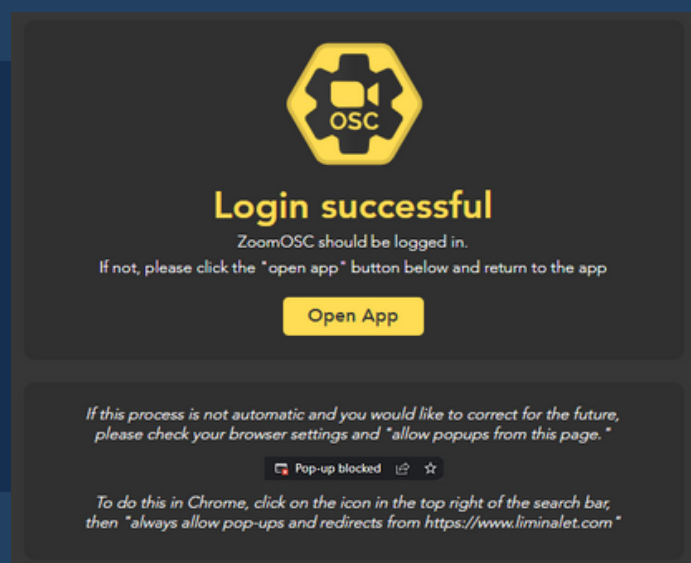 OSC
Login successful
ZoomOSC should be logged in.
If not, please click the "open app" button below and return to the app
Open App
If this process is not automatic and you would like to correct for the future,
please check your browser settings and "allow popups from this page."
Pop-up blocked
To do this in Chrome, click on the icon in the top right of the search bar,
then "always allow pop-ups and redirects from https://www.liminalet.com"